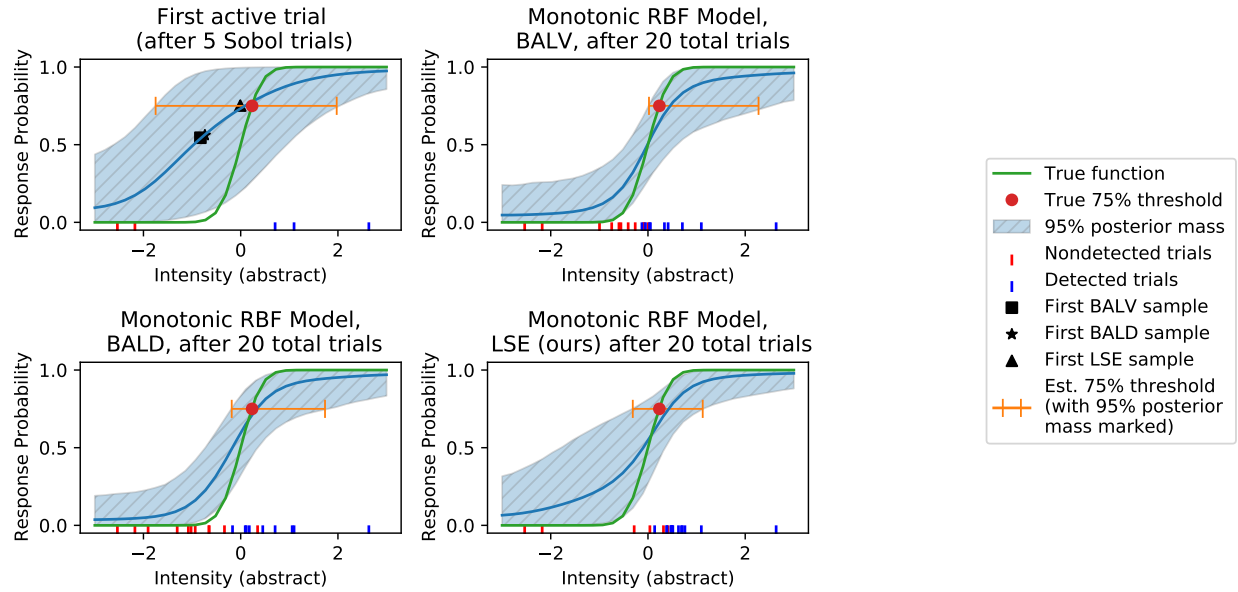 First active trial
(after 5 Sobol trials)
Response Probability
1.0
0.5
0.0
−2
0
2
Intensity (abstract)
Monotonic RBF Model,
BALV, after 20 total trials
Response Probability
1.0
0.5
0.0
−2
0
2
Intensity (abstract)
Monotonic RBF Model,
BALD, after 20 total trials
Response Probability
1.0
0.5
0.0
−2
0
2
Intensity (abstract)
Monotonic RBF Model,
LSE (ours) after 20 total trials
Response Probability
1.0
0.5
0.0
−2
0
2
Intensity (abstract)
True function
True 75% threshold
95% posterior mass
Nondetected trials
Detected trials
First BALV sample
First BALD sample
First LSE sample
Est. 75% threshold
(with 95% posterior
mass marked)